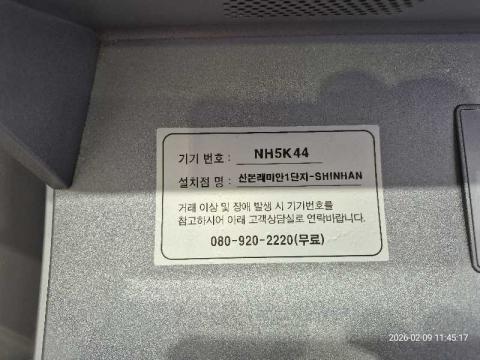 기기 번호 : NH5K44
설치점 명 : 신본래미안1단지-SHINHAN
거래 이상 및 장애 발생 시 기기번호를
참고하시어 아래 고객상담실로 연락바랍니다.
080-920-2220(무료)
2026-02-09 11:45:17